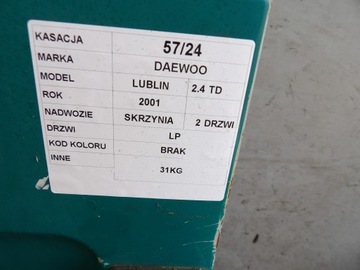 KASACJA 57/24
MARKA DAEWOO
MODEL LUBLIN 2.4 TD
ROK 2001
NADWOZIE SKRZYNIA 2 DRZWI
DRZWI LP
KOD KOLORU BRAK
INNE 31KG